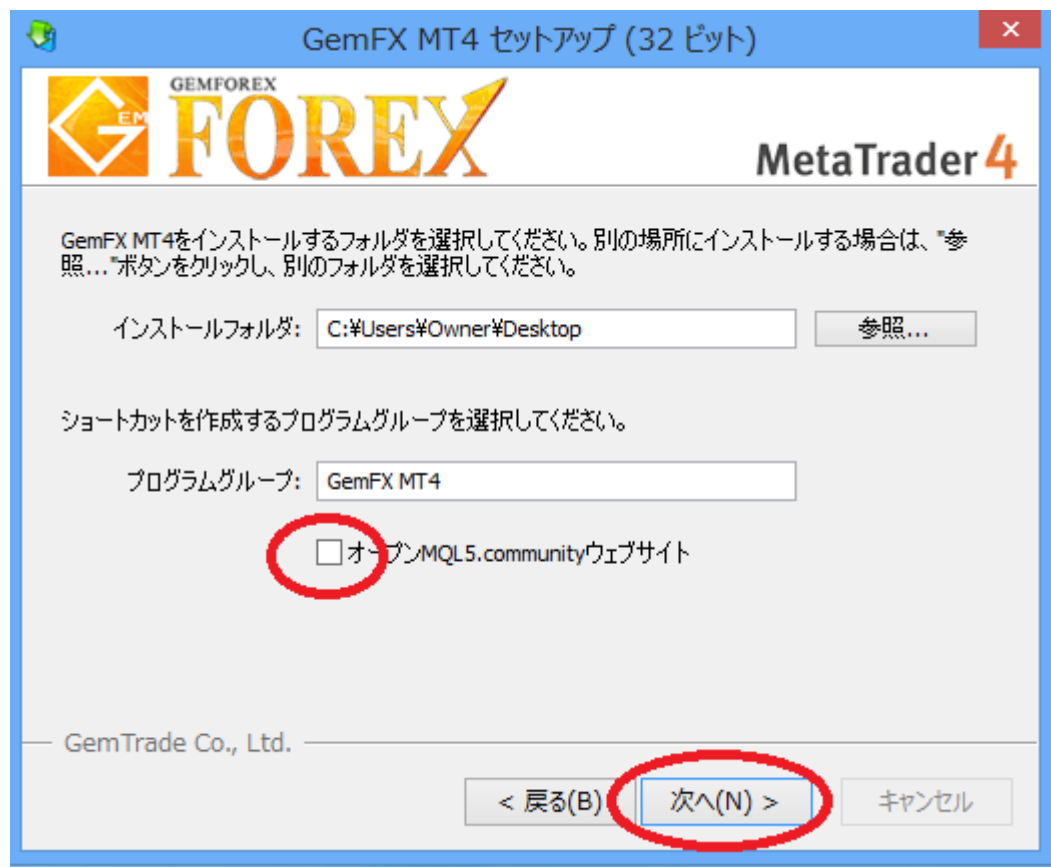 GemFX MT4 セットアップ (32 ビット)
GEMFOREX
GEM
FOREX
MetaTrader 4
GemFX MT4をインストールするフォルダを選択してください。別の場所にインストールする場合は、"参
照..."ボタンをクリックし、別のフォルダを選択してください。
インストールフォルダ: C:¥Users¥Owner¥Desktop 参照...
ショートカットを作成するプログラムグループを選択してください。
プログラムグループ: GemFX MT4
オープンMQL5.communityウェブサイト
GemTrade Co., Ltd.
< 戻る(B) 次へ(N) > キャンセル